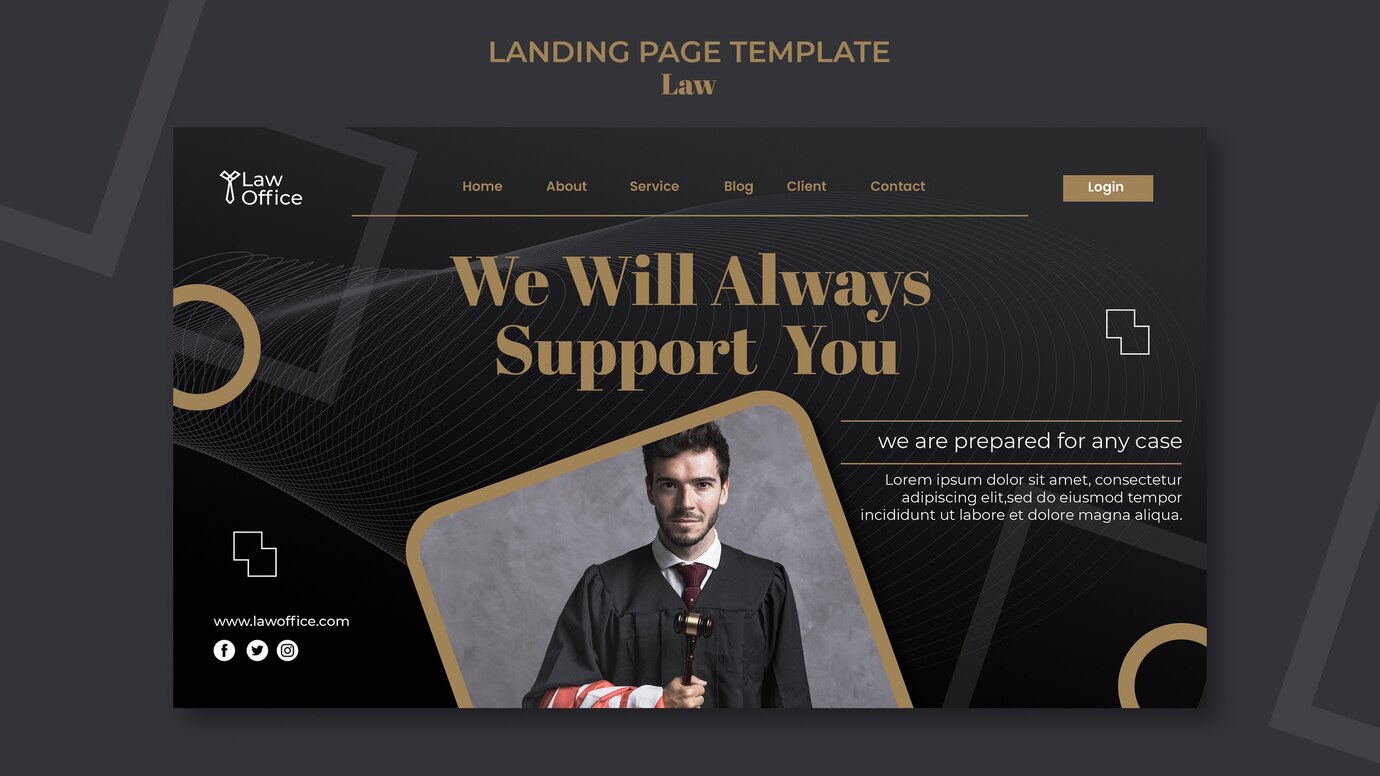 LANDING PAGE TEMPLATE
Law
Law
Office
Home About Service Blog Client Contact
Login
We Will Always
Support You
we are prepared for any case
Lorem ipsum dolor sit amet, consectetur
adipiscing elit,sed do eiusmod tempor
incididunt ut labore et dolore magna aliqua.
www.lawoffice.com